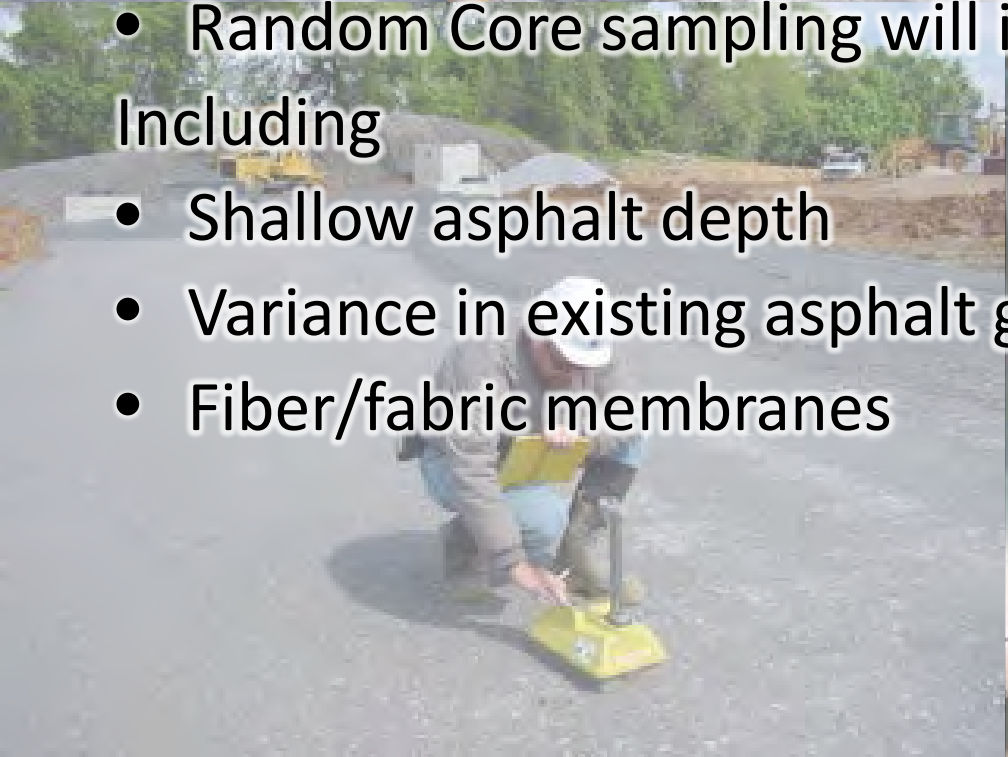 • Random Core sampling will
Including
• Shallow asphalt depth
• Variance in existing asphalt
• Fiber/fabric membranes